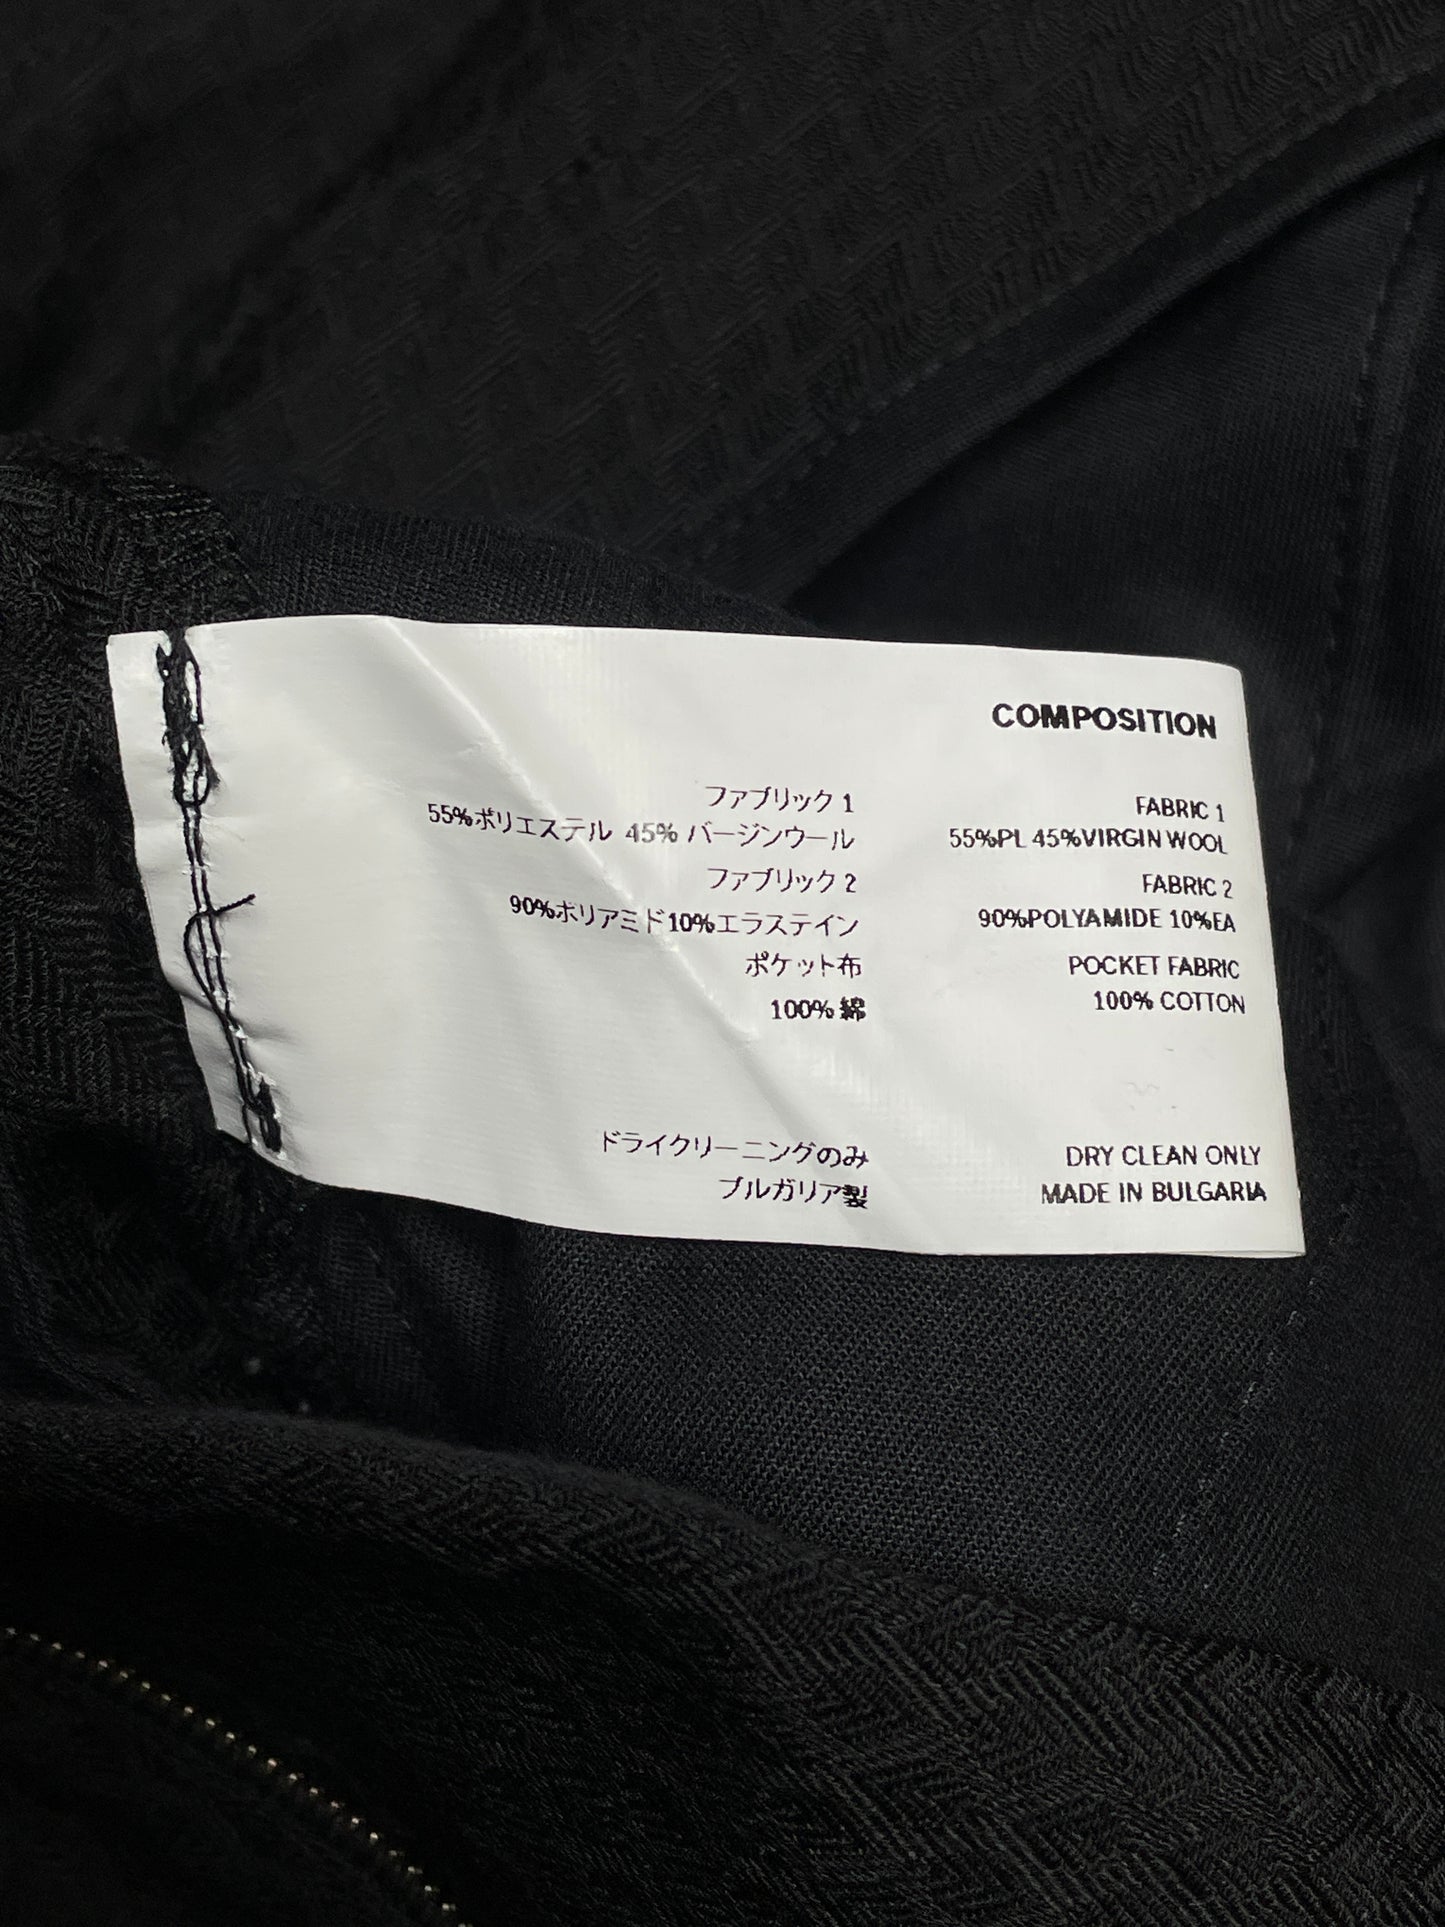 COMPOSITION
ファブリック 1
55%ポリエステル 45% バージンウール
ファブリック 2
90%ポリアミド10%エラステイン
ポケット布
100% 綿
ドライクリーニングのみ
ブルガリア製
FABRIC 1
55%PL 45%VIRGIN WOOL
FABRIC 2
90%POLYAMIDE 10%EA
POCKET FABRIC
100% COTTON
DRY CLEAN ONLY
MADE IN BULGARIA